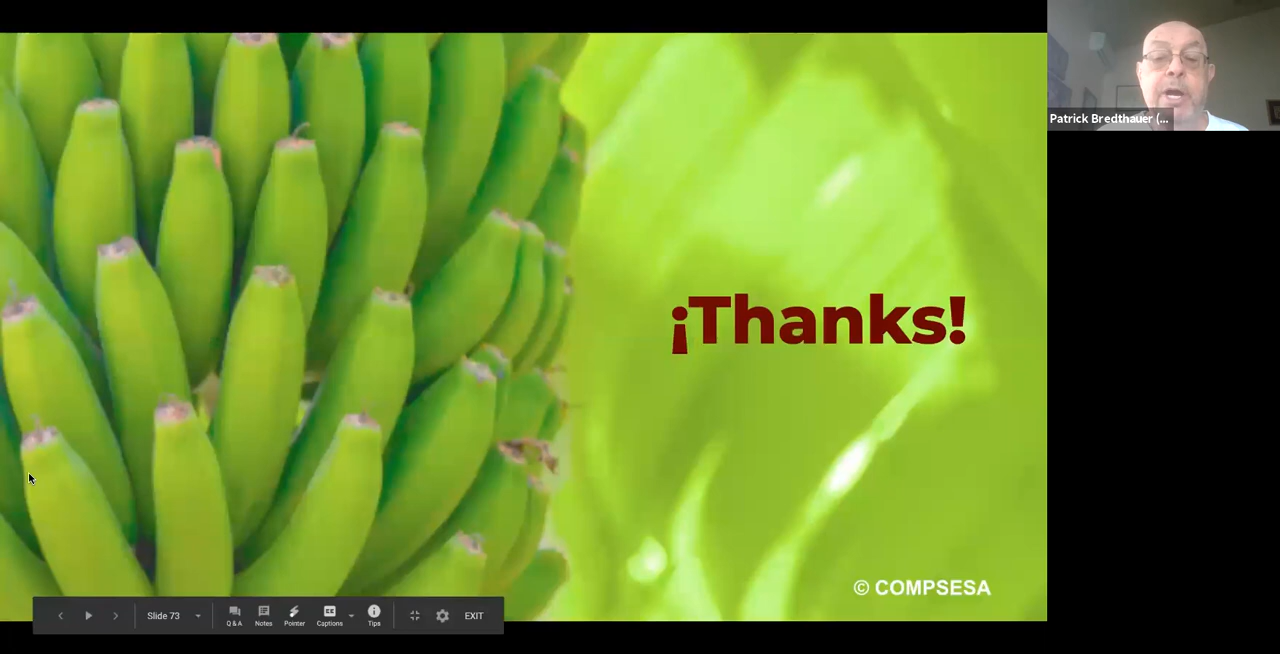 Patrick Bredthauer (...
¡Thanks!
© COMPSESA
Slide 73
Q & A
Notes
Pointer
Captions
Tips
EXIT